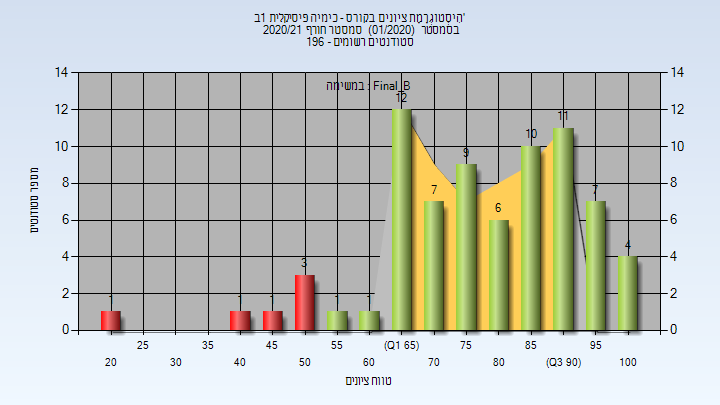 הִיסְטוֹגְרָמַת ציונים בקורס - כימיה פיסיקלית 1ב'
בסמסטר (01/2020) סמסטר חורף 2020/21
סטודנטים רשומים - 196
במשימה : Final_B
מספר סטודנטים
14 14
12 12
10 10
8 8
6 6
4 4
2 2
0 0
1 1 1 3 1 1 12 7 9 6 10 11 7 4
25 35 45 55 (Q1 65) 75 85 95
20 30 40 50 60 70 80 (Q3 90) 100
טווח ציונים